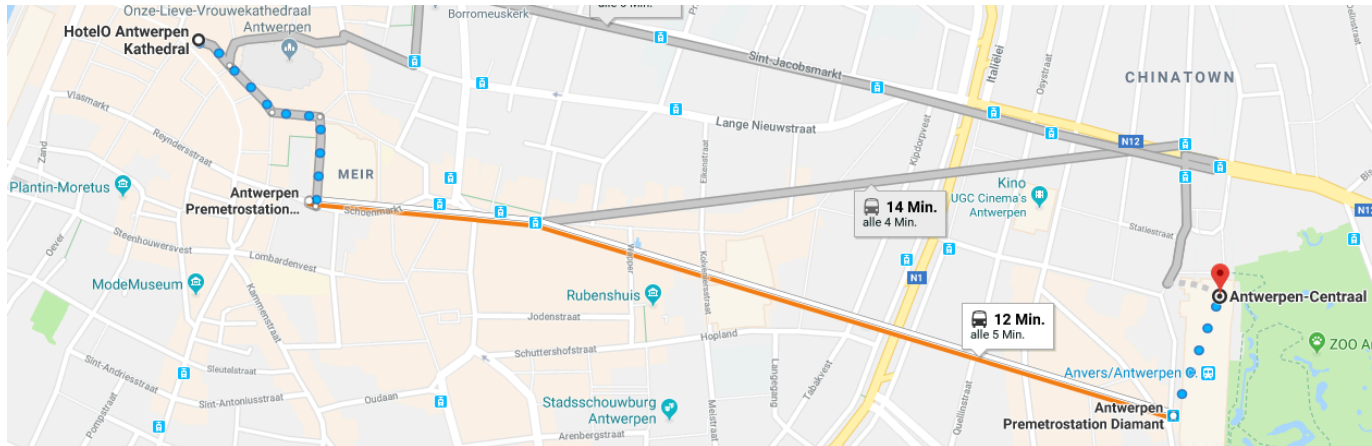 Onze-Lieve-Vrouwekathedraal
Antwerpen
HotelO Antwerpen
Kathedral
Borromeuskerk
Sint-Jacobsmarkt
Italiëlei
Osystraat
CHINATOWN
Vlasmarkt
Reyndersstraat
Zand
Lange Nieuwstraat
Eikenstraat
Kipdorpvest
N12
MEIR
Plantin-Moretus
Antwerpen
Premetrostation...
Schoenmarkt
14 Min.
alle 4 Min.
Kino
UGC Cinema's
Antwerpen
Statiestraat
Oever
Steenhouwersvest
Lombardenvest
Wapper
Kolveniersstraat
N1
ModeMuseum
Kammenstraat
Rubenshuis
Antwerpen-Centraal
Jodenstraat
12 Min.
alle 5 Min.
Hopland
Schuttershofstraat
ZOO
Sint-Andriesstraat
Sleutelstraat
Langegang
Tabakvest
Anvers/Antwerpen C.
Sint-Antoniusstraat
Oudaan
Pompstraat
Stadsschouwburg
Antwerpen
Meistraat
Quellinstraat
Antwerpen
Premetrostation Diamant
Arenbergstraat